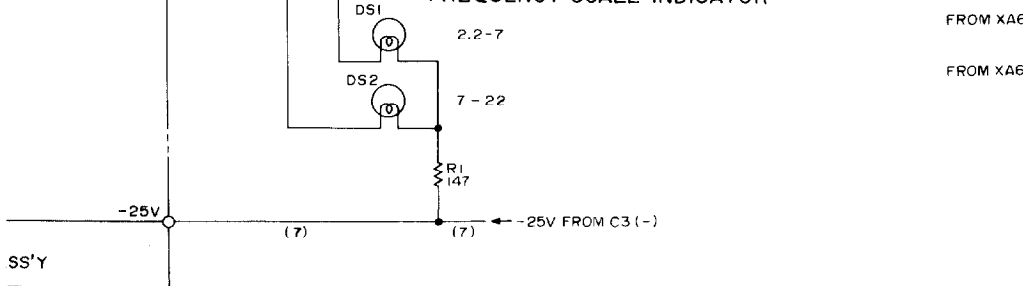 FREQUENCY SCALE INDICATOR
DS1
2.2-7
FROM XA6
FROM XA6
DS2
7-22
R1
147
-25V
(7)
(7)
-25V FROM C3(-)
SS'Y